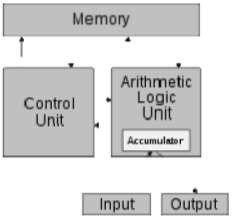 Memory
Control
Unit
Arithmetic
Logic
Unit
Accumulator
Input
Output